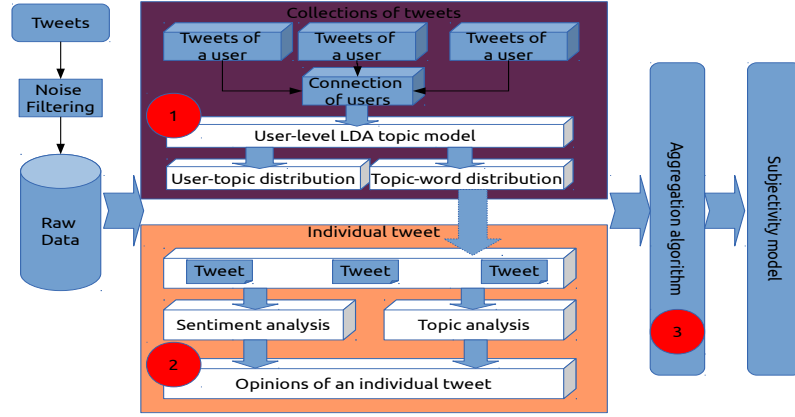 Tweets
Noise
Filtering
Raw
Data
Collections of tweets
Tweets of
a user
Tweets of
a user
Tweets of
a user
Connection
of users
1
User-level LDA topic model
User-topic distribution
Topic-word distribution
Individual tweet
Tweet
Tweet
Tweet
Sentiment analysis
Topic analysis
2
Opinions of an individual tweet
Aggregation algorithm
3
Subjectivity model